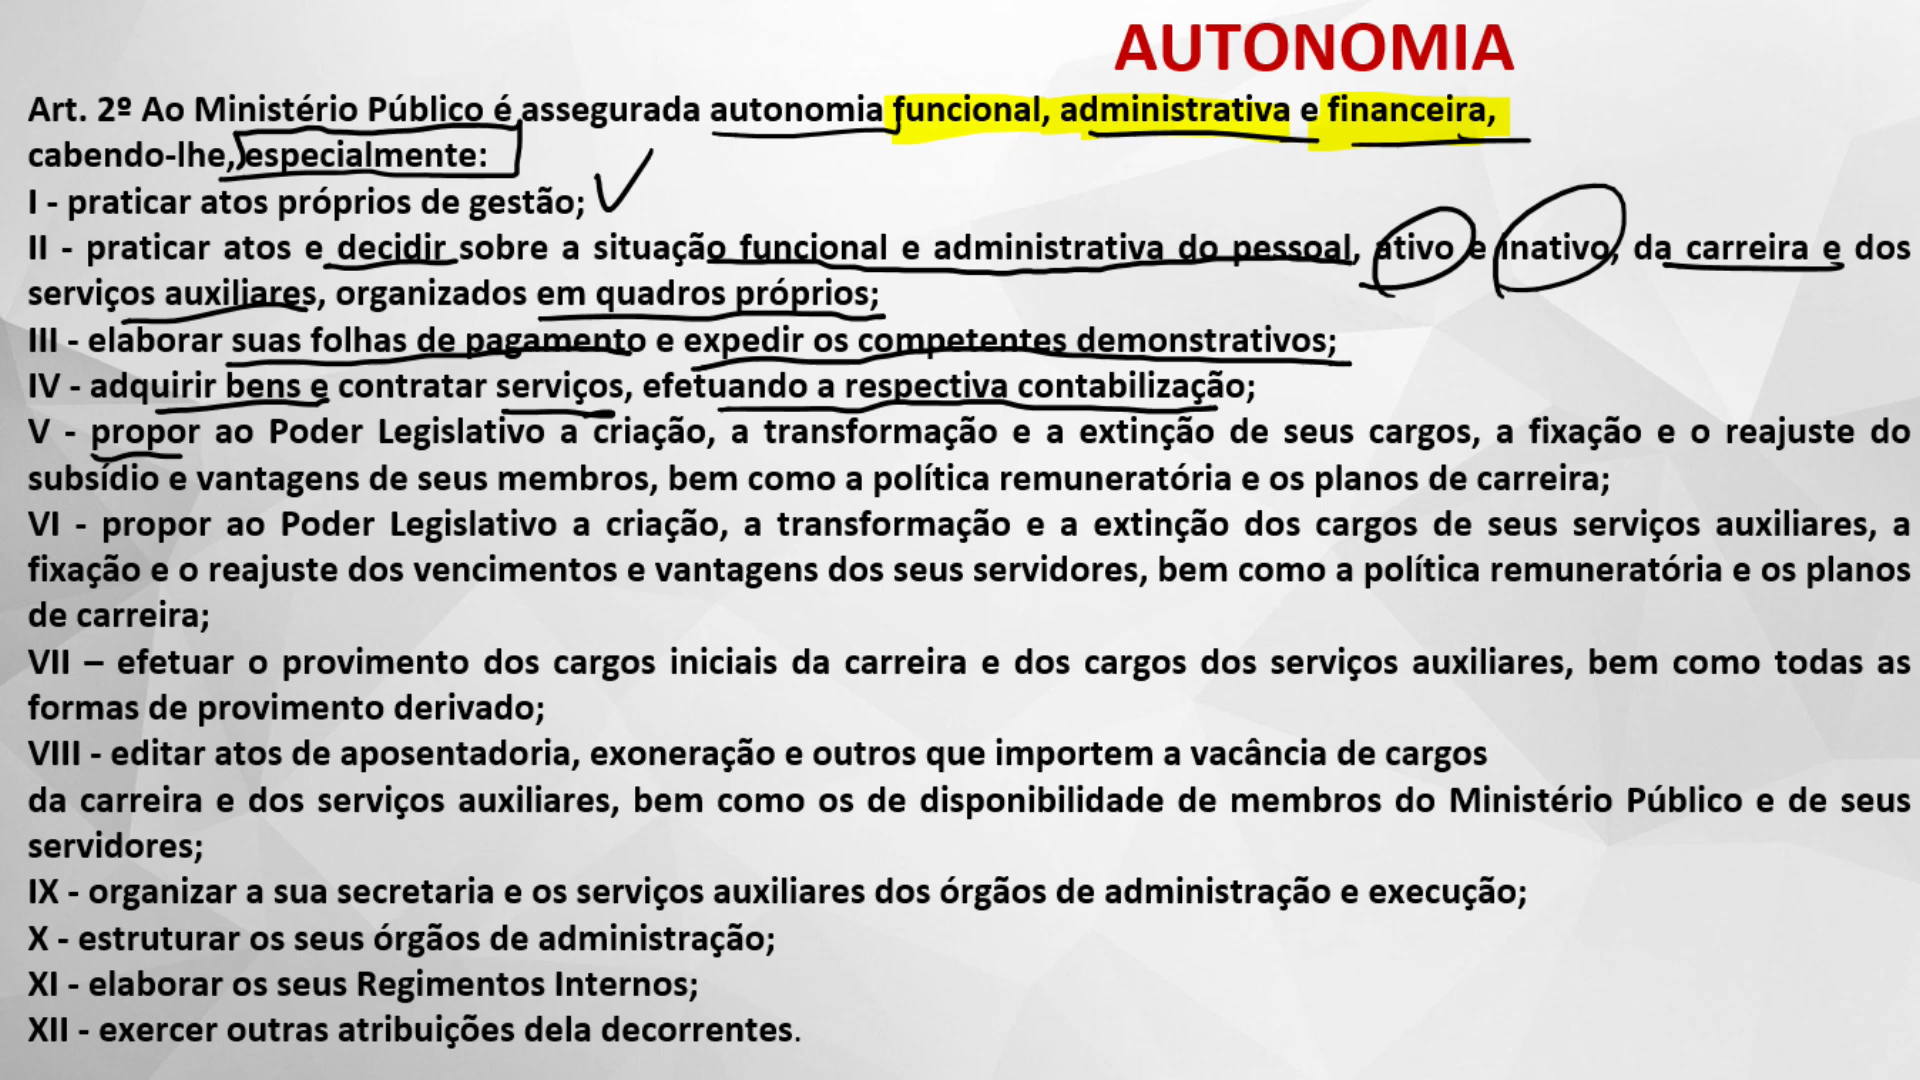 AUTONOMIA
Art. 2º Ao Ministério Público é assegurada autonomia funcional, administrativa e financeira,
cabendo-lhe, especialmente:
I - praticar atos próprios de gestão;
II - praticar atos e decidir sobre a situação funcional e administrativa do pessoal, ativo e inativo, da carreira e dos
serviços auxiliares, organizados em quadros próprios;
III - elaborar suas folhas de pagamento e expedir os competentes demonstrativos;
IV - adquirir bens e contratar serviços, efetuando a respectiva contabilização;
V - propor ao Poder Legislativo a criação, a transformação e a extinção de seus cargos, a fixação e o reajuste do
subsídio e vantagens de seus membros, bem como a política remuneratória e os planos de carreira;
VI - propor ao Poder Legislativo a criação, a transformação e a extinção dos cargos de seus serviços auxiliares, a
fixação e o reajuste dos vencimentos e vantagens dos seus servidores, bem como a política remuneratória e os planos
de carreira;
VII – efetuar o provimento dos cargos iniciais da carreira e dos cargos dos serviços auxiliares, bem como todas as
formas de provimento derivado;
VIII - editar atos de aposentadoria, exoneração e outros que importem a vacância de cargos
da carreira e dos serviços auxiliares, bem como os de disponibilidade de membros do Ministério Público e de seus
servidores;
IX - organizar a sua secretaria e os serviços auxiliares dos órgãos de administração e execução;
X - estruturar os seus órgãos de administração;
XI - elaborar os seus Regimentos Internos;
XII - exercer outras atribuições dela decorrentes.